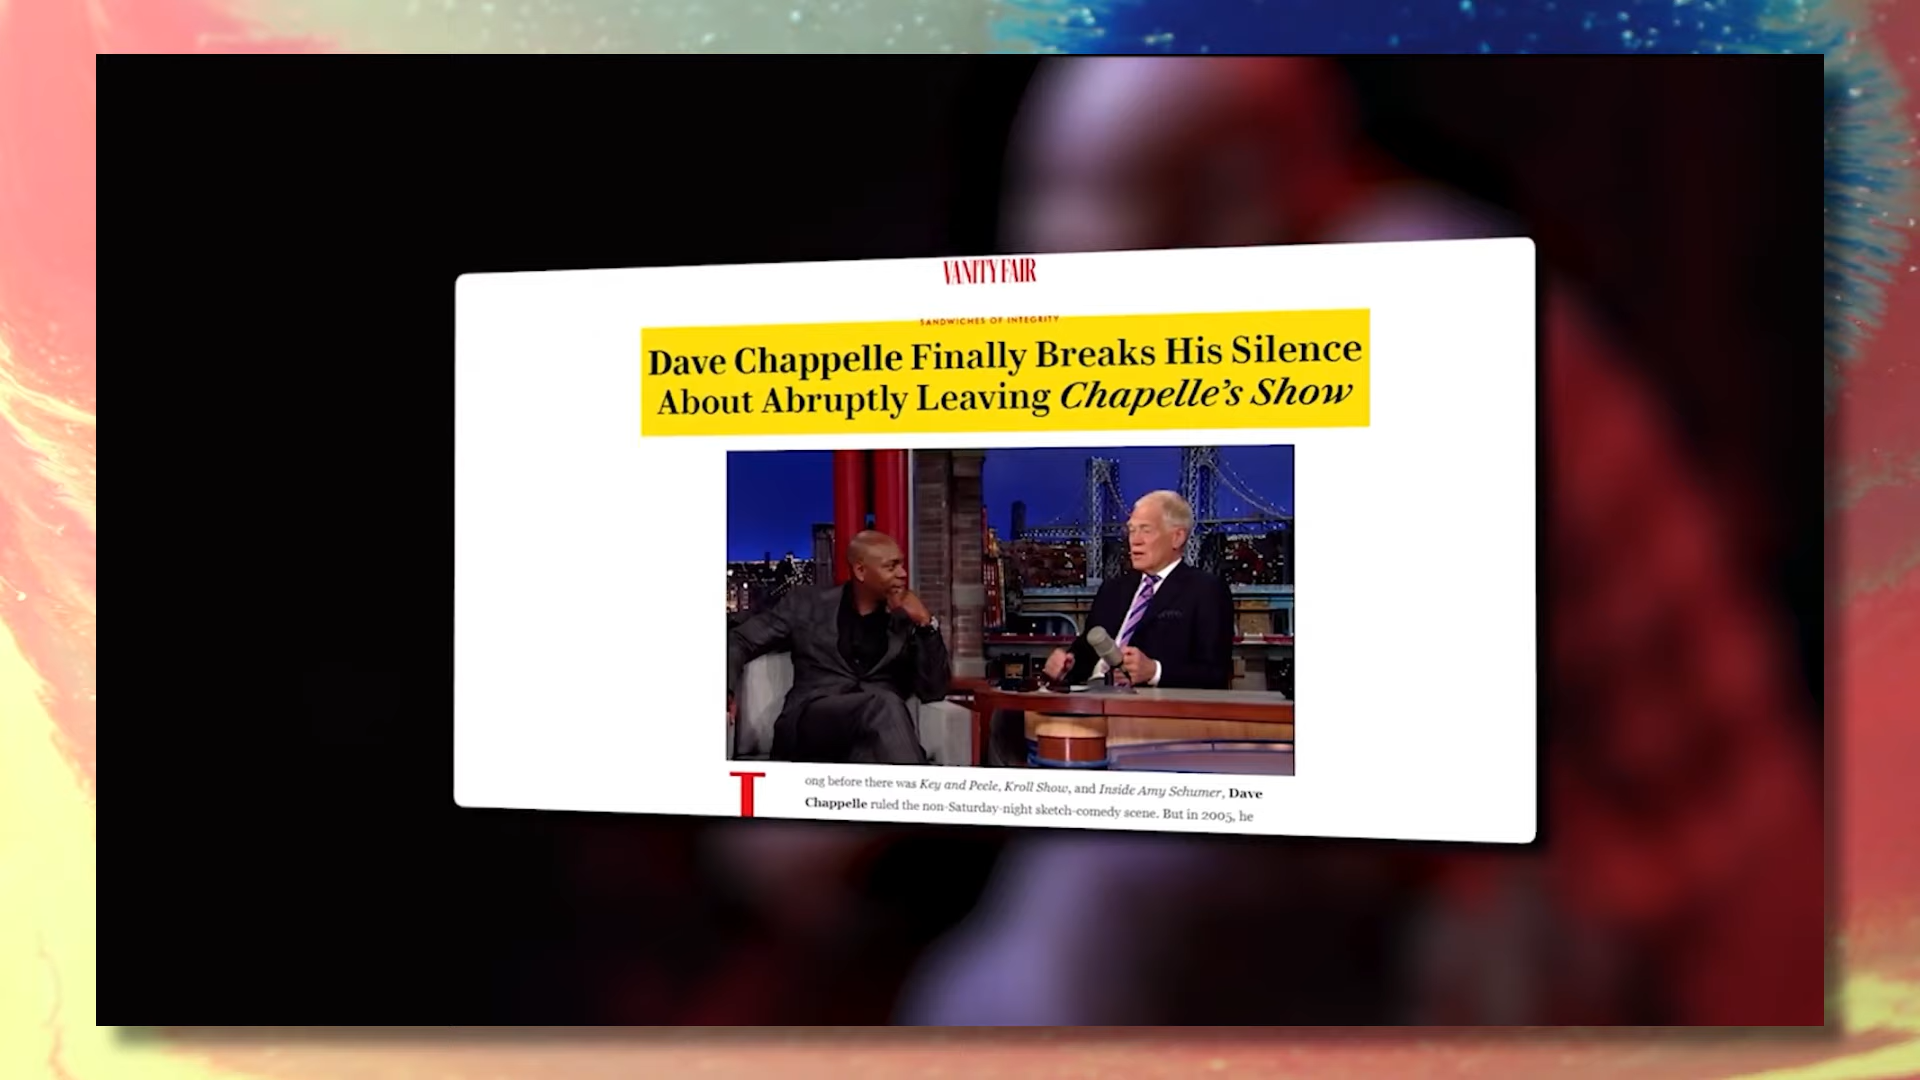 VANITY FAIR
SANDWICHES OF INTEGRITY
Dave Chappelle Finally Breaks His Silence
About Abruptly Leaving Chapelle's Show
ong before there was Key and Peele, Kroll Show, and Inside Amy Schumer, Dave
Chappelle ruled the non-Saturday-night sketch-comedy scene. But in 2005, he